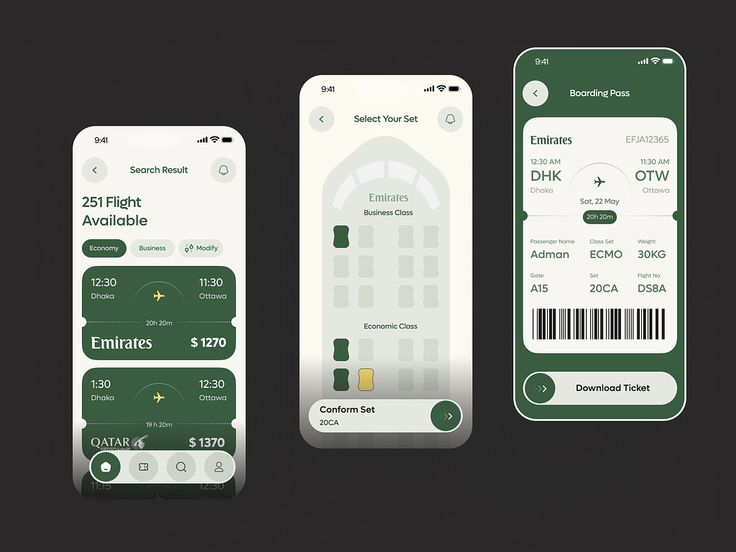 9:41
Search Result
251 Flight
Available
Economy
Business
Modify
12:30
11:30
Dhaka
Ottawa
20h 20m
Emirates
$ 1270
1:30
12:30
Dhaka
Ottawa
19 h 20m
QATAR
$ 1370
11:15
12:30
9:41
Select Your Set
Emirates
Business Class
Economic Class
Conform Set
20CA
9:41
Boarding Pass
Emirates
EFJA12365
12:30 AM
11:30 AM
DHK
OTW
Dhaka
Ottawa
Sat, 22 May
20h 20m
Passenger Name
Class Set
Weight
Adman
ECMO
30KG
Gate
Set
Flight No
A15
20CA
DS8A
Download Ticket